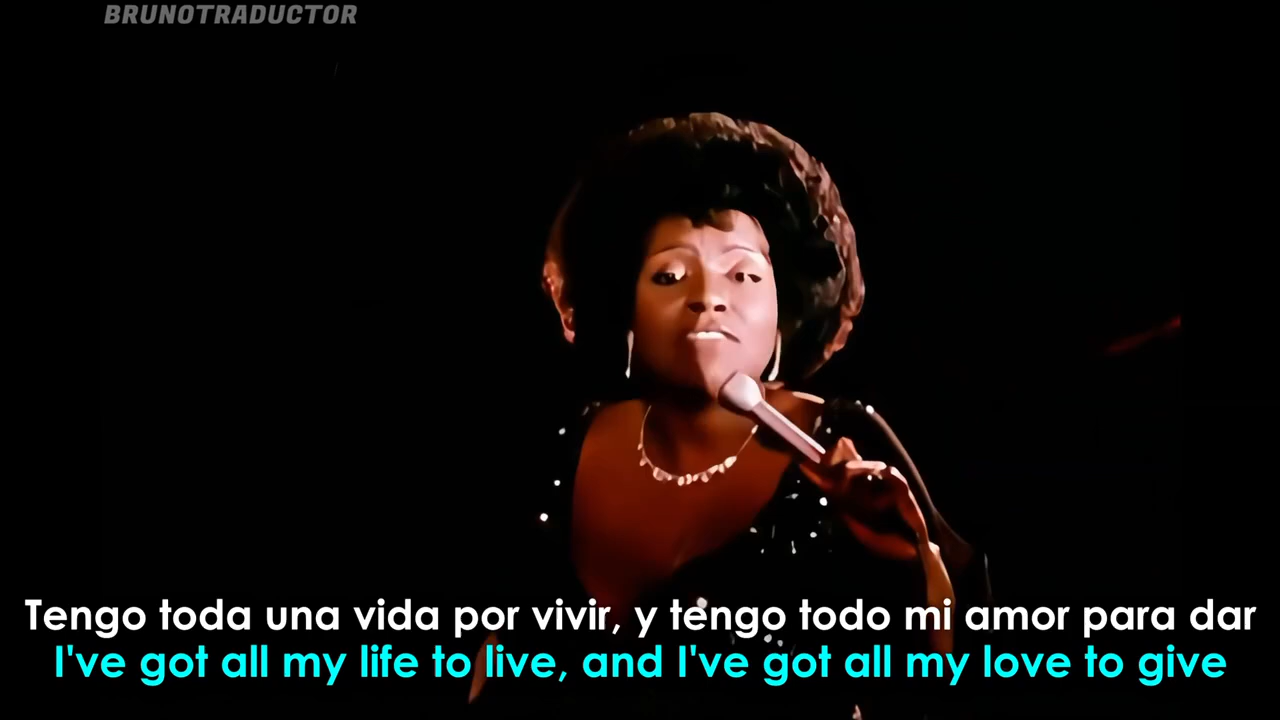 BRUNOTRADUCTOR
Tengo toda una vida por vivir, y tengo todo mi amor para dar
I've got all my life to live, and I've got all my love to give